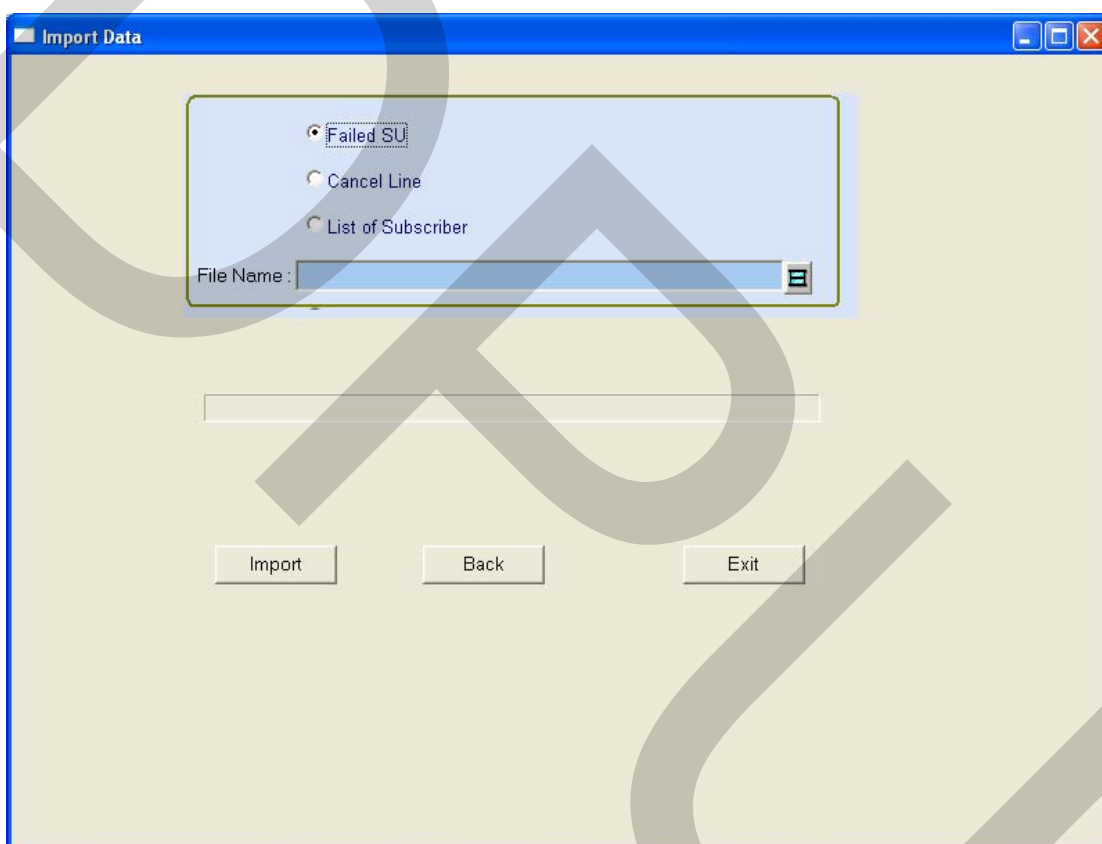 Import Data
Failed SU
Cancel Line
List of Subscriber
File Name :
Import Back Exit